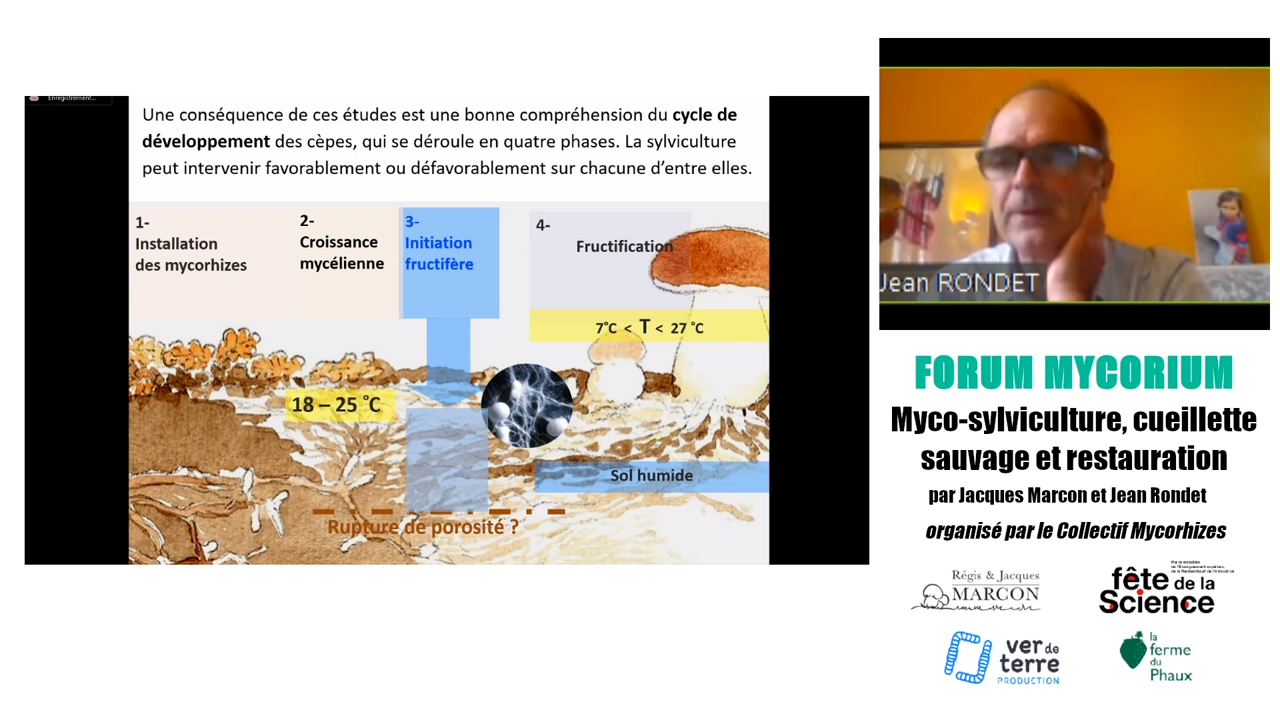 Enregistrement...
Une conséquence de ces études est une bonne compréhension du cycle de
développement des cèpes, qui se déroule en quatre phases. La sylviculture
peut intervenir favorablement ou défavorablement sur chacune d'entre elles.
1-
Installation
des mycorhizes
2-
Croissance
mycélienne
3-
Initiation
fructifère
4-
Fructification
7°C < T < 27 °C
18 – 25 °C
Sol humide
Rupture de porosité ?
Jean RONDET
FORUM MYCORIUM
Myco-sylviculture, cueillette
sauvage et restauration
par Jacques Marcon et Jean Rondet
organisé par le Collectif Mycorhizes
Régis & Jacques
MARCON
fête de la
Science
ver de
terre
PRODUCTION
la
ferme
du
Phaux